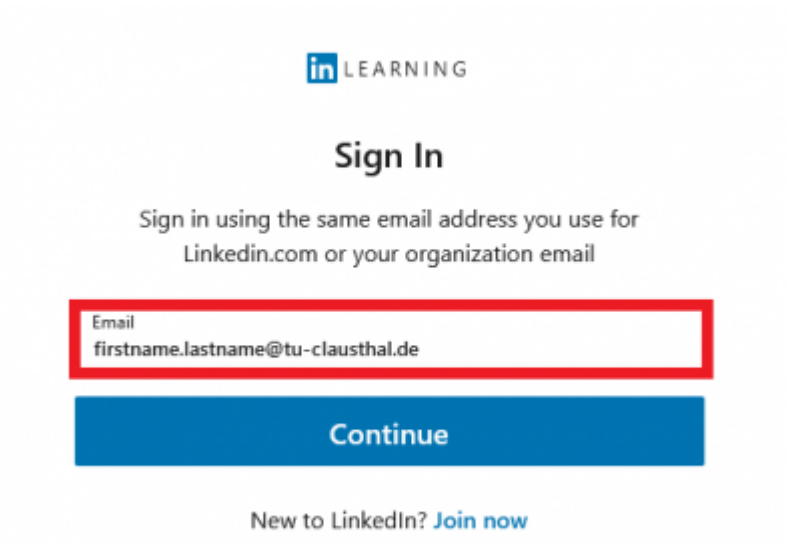 in LEARNING
Sign In
Sign in using the same email address you use for
Linkedin.com or your organization email
Email
firstname.lastname@tu-clausthal.de
Continue
New to LinkedIn? Join now